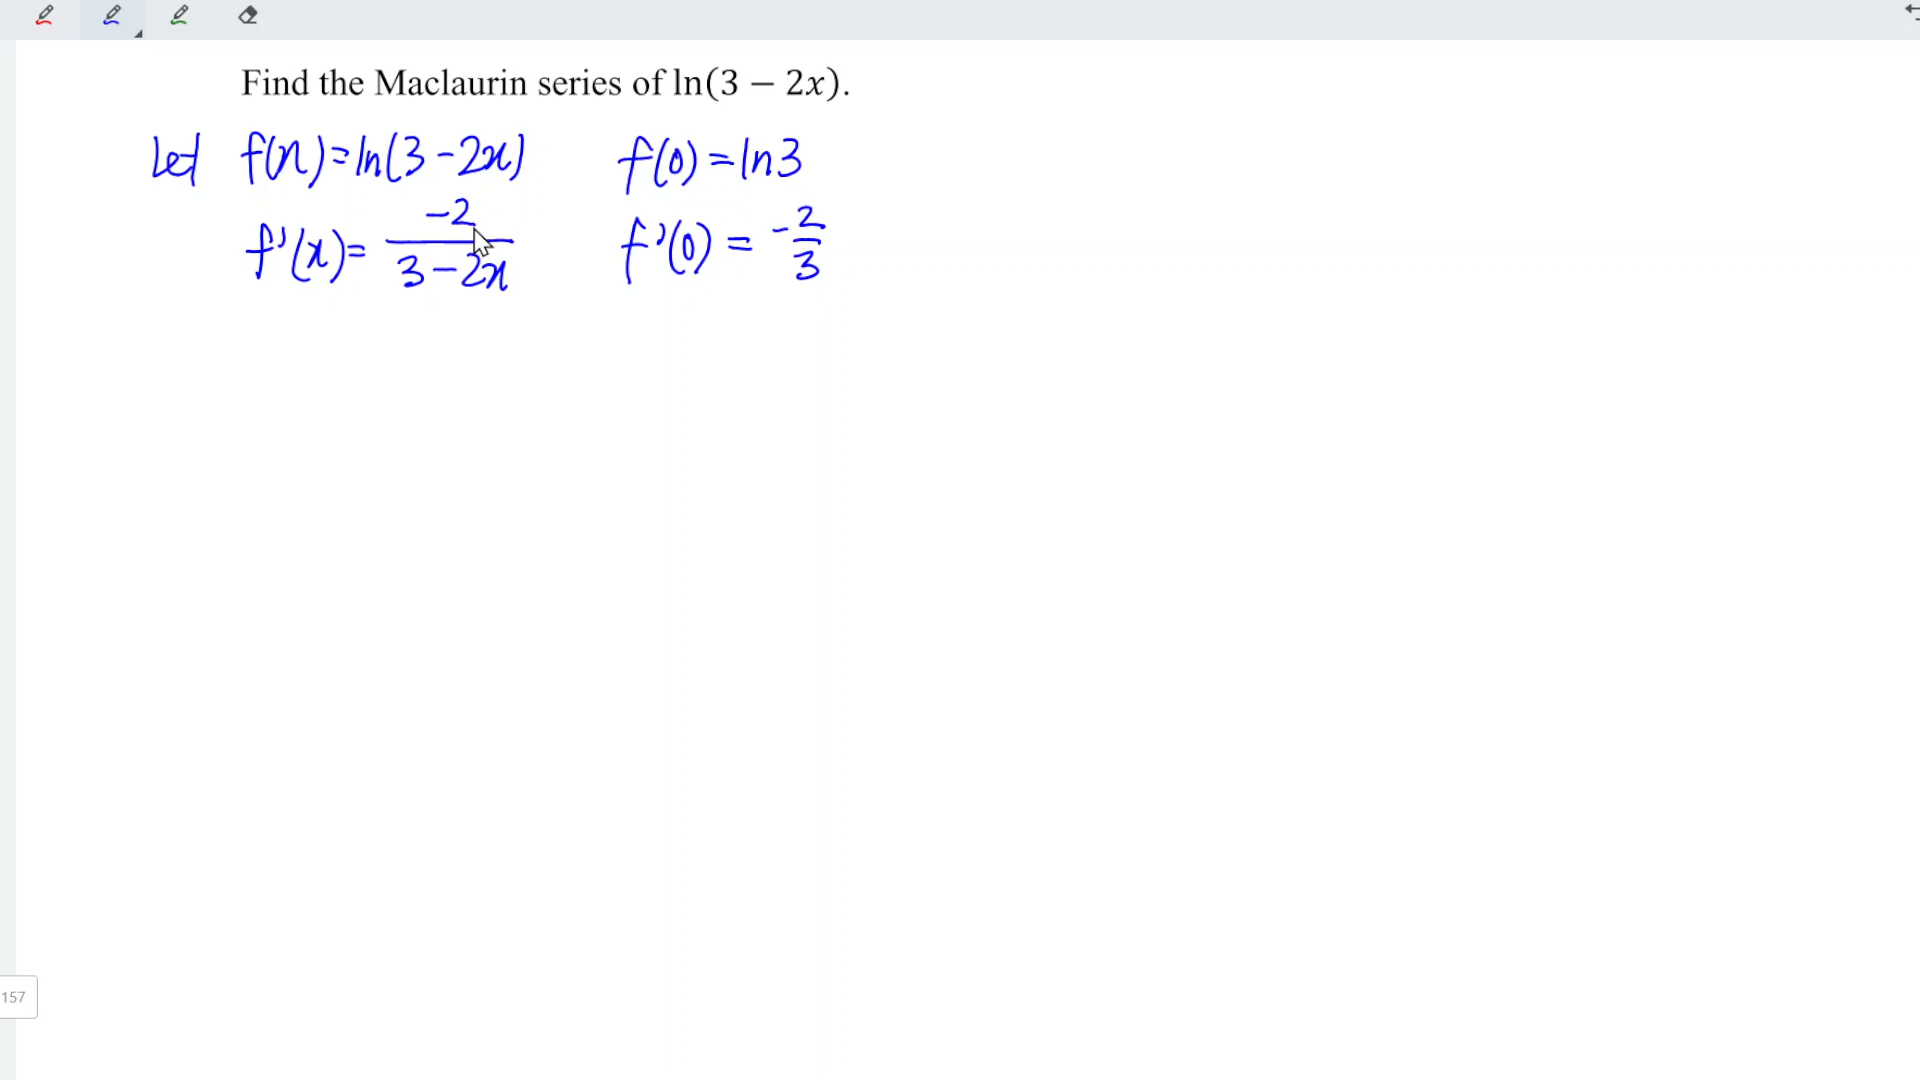 Find the Maclaurin series of ln(3 − 2x).
Let f(x)=ln(3-2x) f(0)=ln3
f'(x)= -2/3-2x f'(0) = -2/3
157